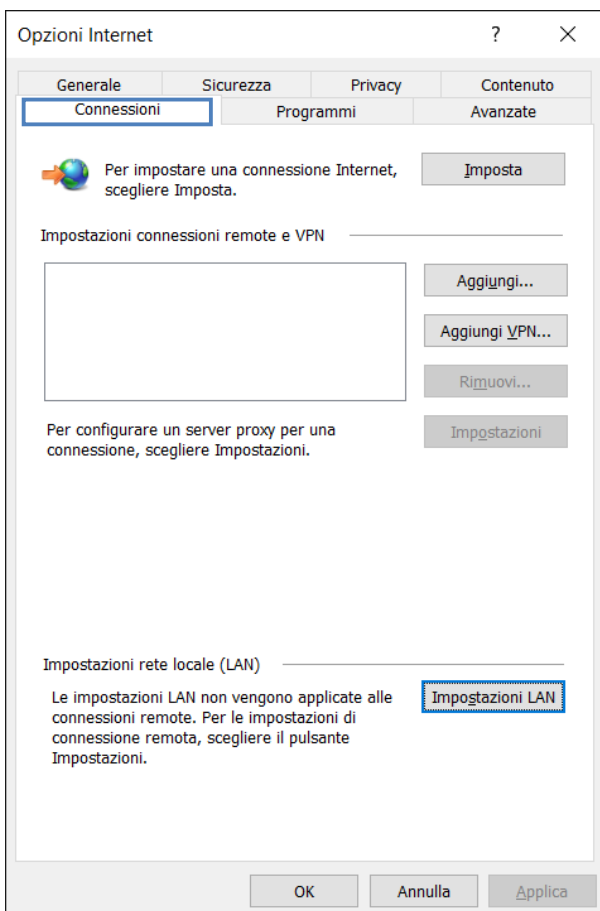 Opzioni Internet ?
Generale Sicurezza Privacy Contenuto
Connessioni Programmi Avanzate
Per impostare una connessione Internet,
scegliere Imposta.
Imposta
Impostazioni connessioni remote e VPN
Aggiungi...
Aggiungi VPN...
Rimuovi...
Per configurare un server proxy per una
connessione, scegliere Impostazioni.
Impostazioni
Impostazioni rete locale (LAN)
Le impostazioni LAN non vengono applicate alle
connessioni remote. Per le impostazioni di
connessione remota, scegliere il pulsante
Impostazioni.
Impostazioni LAN
OK Annulla Applica